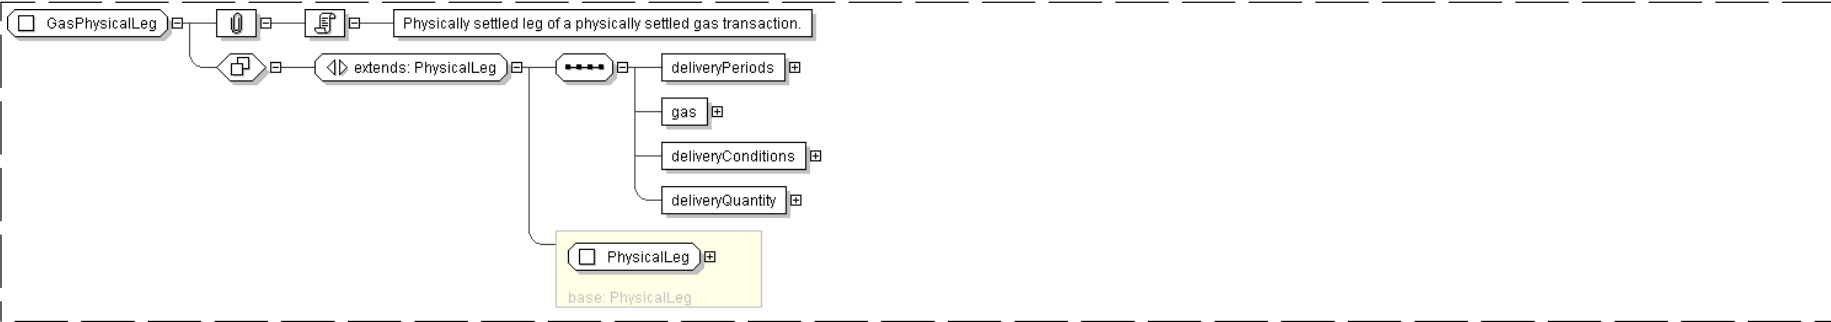 GasPhysicalLeg
Physically settled leg of a physically settled gas transaction.
extends: PhysicalLeg
deliveryPeriods
gas
deliveryConditions
deliveryQuantity
PhysicalLeg
base: PhysicalLeg